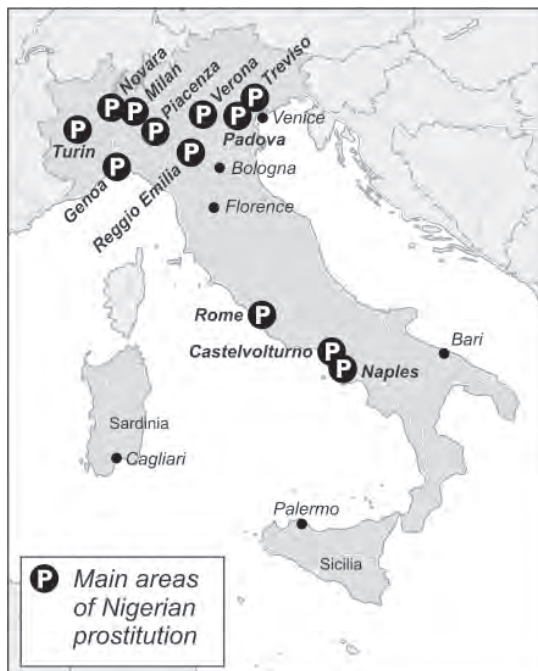 Novara
Milan
Piacenza
Verona
Treviso
P
P
P
P
P
P
Venice
P
P
Padova
Turin
P
P
Bologna
Genoa
Reggio Emilia
Florence
Rome
P
Castelvolturno
P
Bari
P
Naples
Sardinia
Cagliari
Palermo
Sicilia
P
Main areas
of Nigerian
prostitution